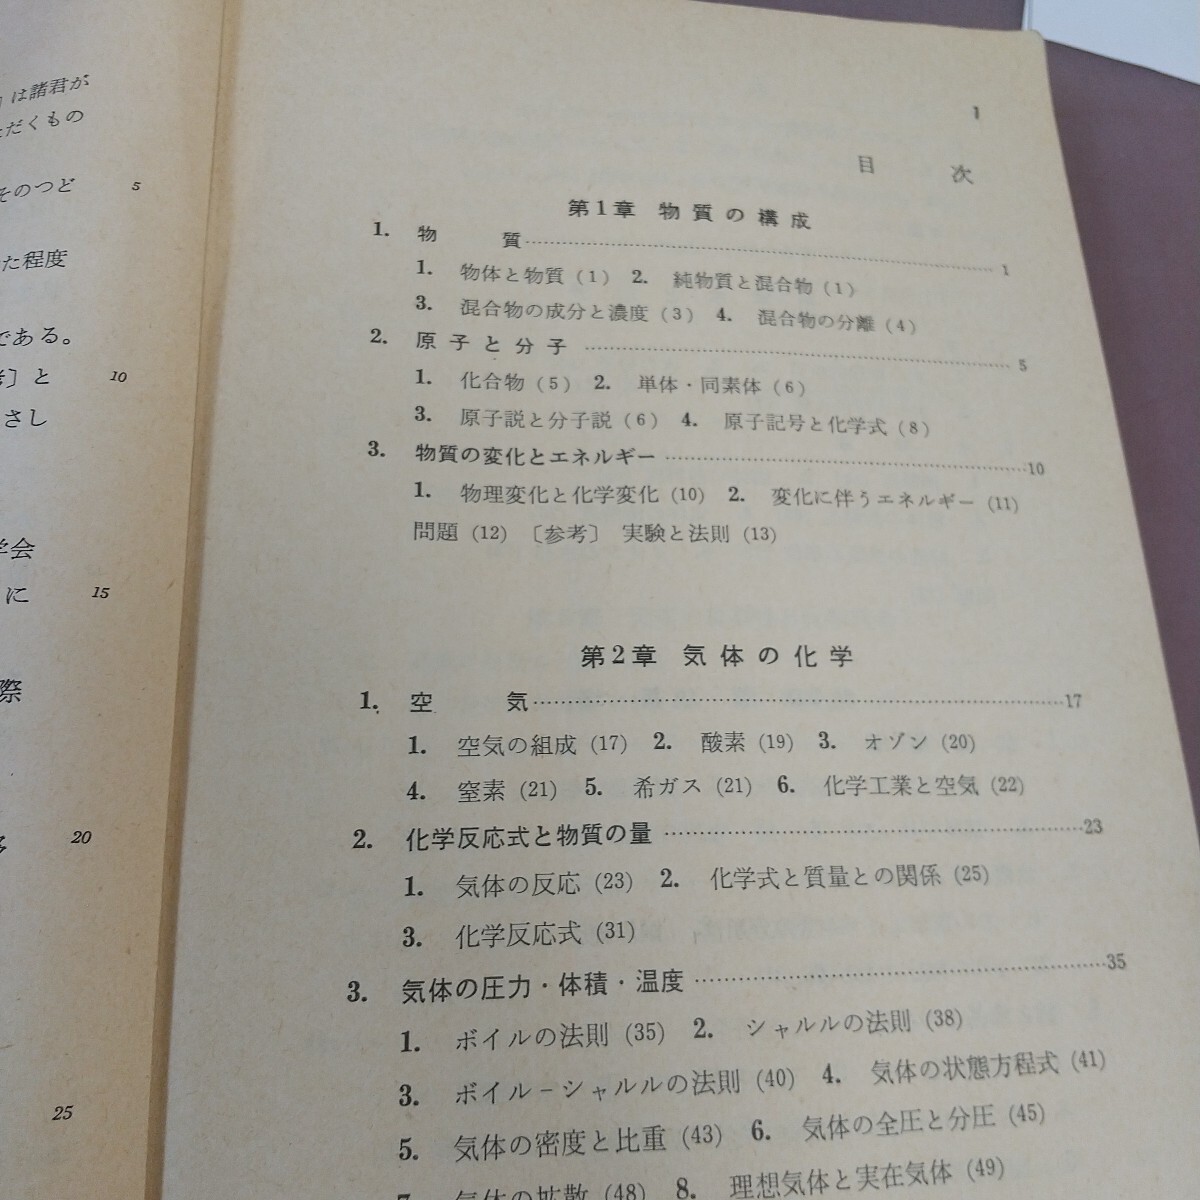 は諸君が
だくもの
そのつど 5
た程度
である。
〕と 10
さし
学会
に 15
際
20
25
1
目 次
第1章 物質の構成
1. 物 質……1
1. 物体と物質 (1) 2. 純物質と混合物 (1)
3. 混合物の成分と濃度 (3) 4. 混合物の分離 (4)
2. 原子と分子……5
1. 化合物 (5) 2. 単体・同素体 (6)
3. 原子説と分子説 (6) 4. 原子記号と化学式 (8)
3. 物質の変化とエネルギー……10
1. 物理変化と化学変化 (10) 2. 変化に伴うエネルギー (11)
問題 (12) 〔参考〕 実験と法則 (13)
第2章 気体の化学
1. 空 気……17
1. 空気の組成 (17) 2. 酸素 (19) 3. オゾン (20)
4. 窒素 (21) 5. 希ガス (21) 6. 化学工業と空気 (22)
2. 化学反応式と物質の量……23
1. 気体の反応 (23) 2. 化学式と質量との関係 (25)
3. 化学反応式 (31)
3. 気体の圧力・体積・温度……35
1. ボイルの法則 (35) 2. シャルルの法則 (38)
3. ボイル－シャルルの法則 (40) 4. 気体の状態方程式 (41)
5. 気体の密度と比重 (43) 6. 気体の全圧と分圧 (45)
7. 気体の拡散 (48) 8. 理想気体と実在気体 (49)